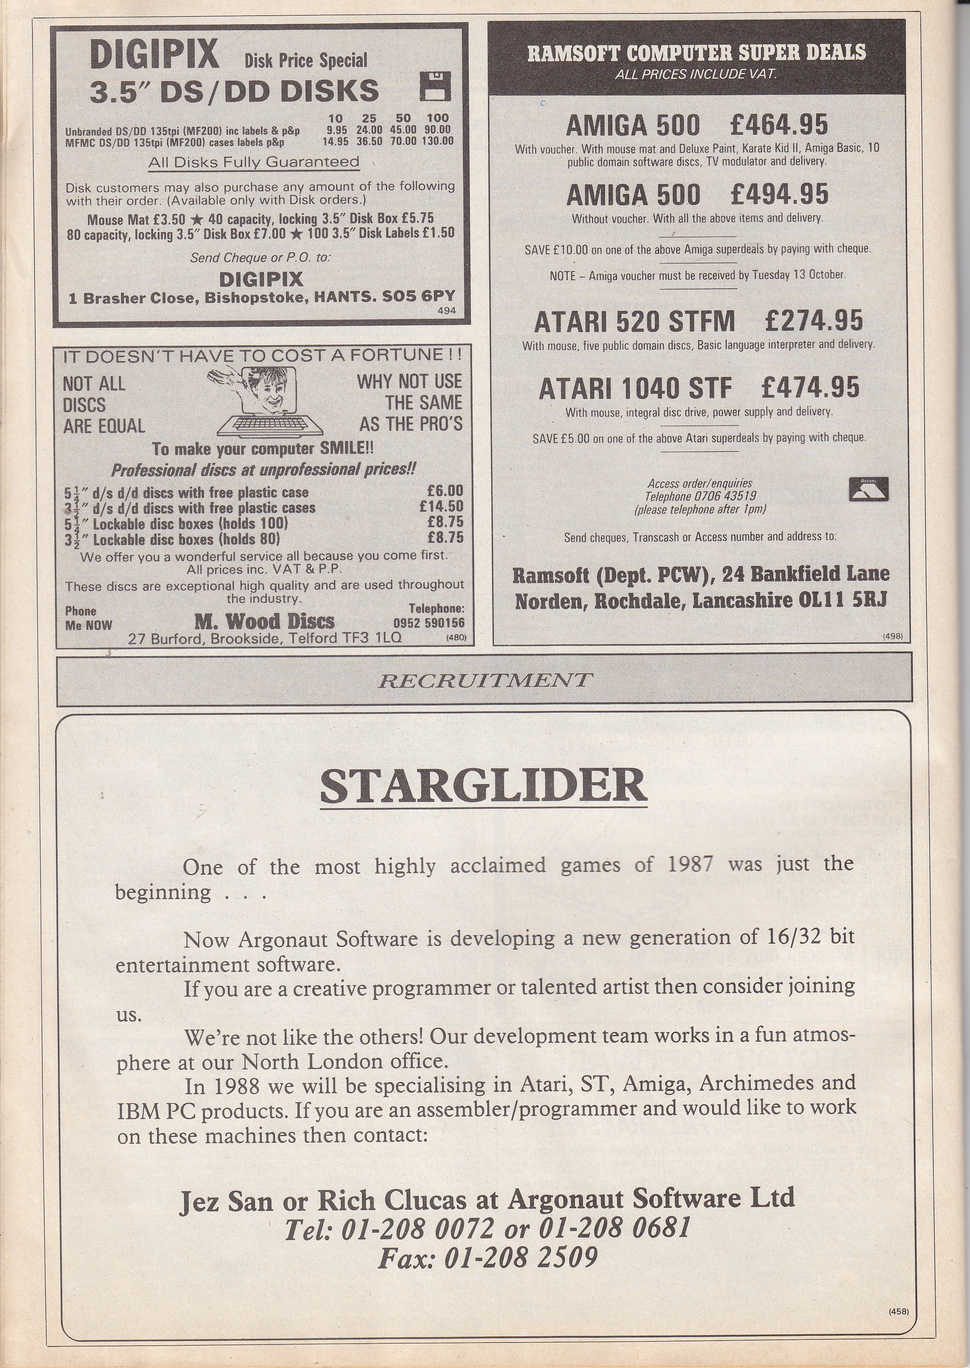 DIGIPIX Disk Price Special
3.5" DS/DD DISKS
10 25 50 100
Unbranded DS/DD 135tpi (MF200) inc labels & p&p 9.95 24.00 45.00 90.00
MFMC DS/DD 135tpi (MF200) cases labels p&p 14.95 36.50 70.00 130.00
All Disks Fully Guaranteed
Disk customers may also purchase any amount of the following
with their order. (Available only with Disk orders.)
Mouse Mat £3.50 ★ 40 capacity, locking 3.5" Disk Box £5.75
80 capacity, locking 3.5" Disk Box £7.00 ★ 100 3.5" Disk Labels £1.50
Send Cheque or P.O. to:
DIGIPIX
1 Brasher Close, Bishopstoke, HANTS. SO5 6PY
494
IT DOESN'T HAVE TO COST A FORTUNE!!
NOT ALL
DISCS
ARE EQUAL
WHY NOT USE
THE SAME
AS THE PRO'S
To make your computer SMILE!!
Professional discs at unprofessional prices!!
5¼" d/s d/d discs with free plastic case £6.00
3½" d/s d/d discs with free plastic cases £14.50
5¼" Lockable disc boxes (holds 100) £8.75
3½" Lockable disc boxes (holds 80) £8.75
We offer you a wonderful service all because you come first.
All prices inc. VAT & P.P.
These discs are exceptional high quality and are used throughout
the industry.
Phone
Me NOW
M. Wood Discs
Telephone:
0952 590156
27 Burford, Brookside, Telford TF3 1LQ (480)
RAMSOFT COMPUTER SUPER DEALS
ALL PRICES INCLUDE VAT.
AMIGA 500 £464.95
With voucher. With mouse mat and Deluxe Paint, Karate Kid II, Amiga Basic, 10
public domain software discs, TV modulator and delivery.
AMIGA 500 £494.95
Without voucher. With all the above items and delivery.
SAVE £10.00 on one of the above Amiga superdeals by paying with cheque.
NOTE – Amiga voucher must be received by Tuesday 13 October.
ATARI 520 STFM £274.95
With mouse, five public domain discs, Basic language interpreter and delivery.
ATARI 1040 STF £474.95
With mouse, integral disc drive, power supply and delivery.
SAVE £5.00 on one of the above Atari superdeals by paying with cheque.
Access order/enquiries
Telephone 0706 43519
(please telephone after 1pm)
Send cheques, Transcash or Access number and address to:
Ramsoft (Dept. PCW), 24 Bankfield Lane
Norden, Rochdale, Lancashire OL11 5RJ
(498)
RECRUITMENT
STARGLIDER
One of the most highly acclaimed games of 1987 was just the
beginning . . .
Now Argonaut Software is developing a new generation of 16/32 bit
entertainment software.
If you are a creative programmer or talented artist then consider joining
us.
We're not like the others! Our development team works in a fun atmos-
phere at our North London office.
In 1988 we will be specialising in Atari, ST, Amiga, Archimedes and
IBM PC products. If you are an assembler/programmer and would like to work
on these machines then contact:
Jez San or Rich Clucas at Argonaut Software Ltd
Tel: 01-208 0072 or 01-208 0681
Fax: 01-208 2509
(458)